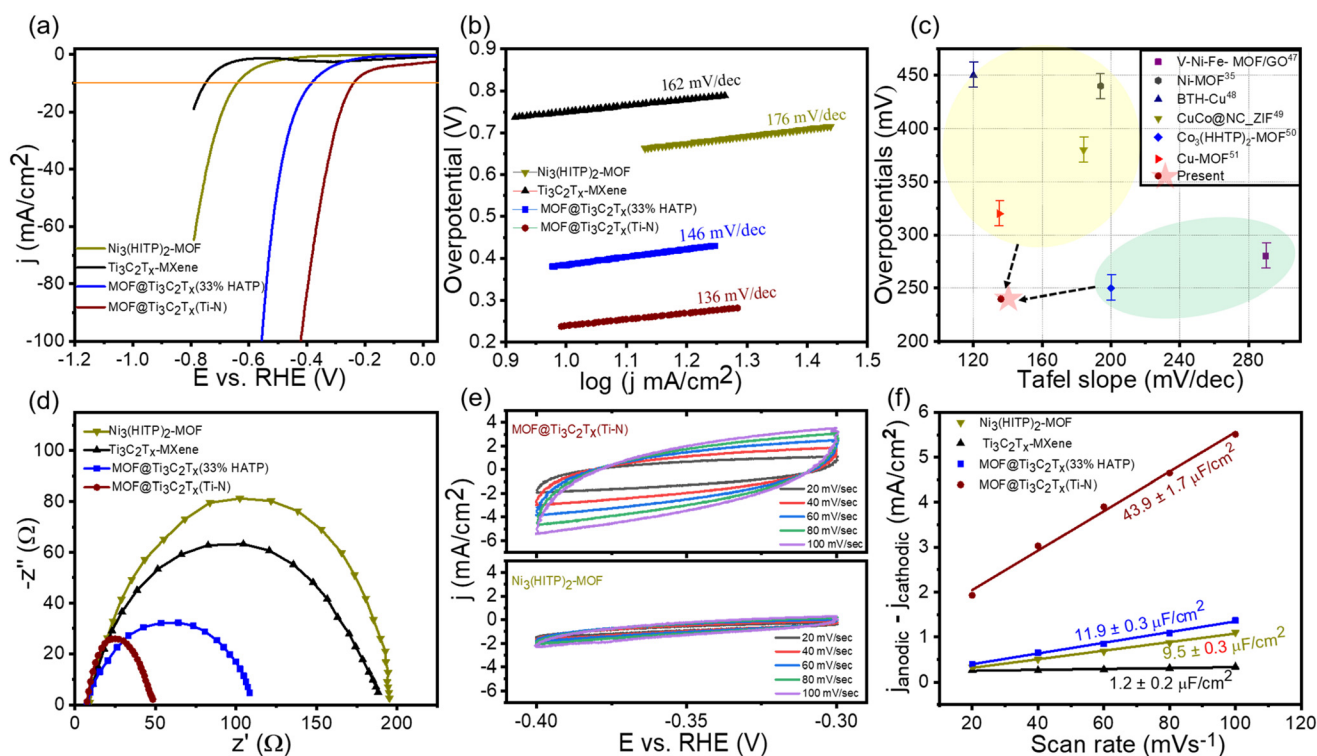 (a)
0
-20
-40
-60
-80
-100
j (mA/cm²)
Ni₃(HITP)₂-MOF
Ti₃C₂Tₓ-MXene
MOF@Ti₃C₂Tₓ(33% HATP)
MOF@Ti₃C₂Tₓ(Ti-N)
-1.2 -0.9 -0.6 -0.3 0.0
E vs. RHE (V)
(b)
0.9
0.8
0.7
0.6
0.5
0.4
0.3
0.2
Overpotential (V)
162 mV/dec
176 mV/dec
Ni₃(HITP)₂-MOF
Ti₃C₂Tₓ-MXene
MOF@Ti₃C₂Tₓ(33% HATP)
MOF@Ti₃C₂Tₓ(Ti-N)
146 mV/dec
136 mV/dec
0.9 1.0 1.1 1.2 1.3 1.4 1.5
log (j mA/cm²)
(c)
450
400
350
300
250
200
Overpotentials (mV)
V-Ni-Fe- MOF/GO⁴⁷
Ni-MOF³⁵
BTH-Cu⁴⁸
CuCo@NC_ZIF⁴⁹
Co₃(HHTP)₂-MOF⁵⁰
Cu-MOF⁵¹
Present
120 160 200 240 280
Tafel slope (mV/dec)
(d)
100
80
60
40
20
0
-z" (Ω)
Ni₃(HITP)₂-MOF
Ti₃C₂Tₓ-MXene
MOF@Ti₃C₂Tₓ(33% HATP)
MOF@Ti₃C₂Tₓ(Ti-N)
0 50 100 150 200 225
z' (Ω)
(e)
4
2
0
-2
-4
-6
MOF@Ti₃C₂Tₓ(Ti-N)
20 mV/sec
40 mV/sec
60 mV/sec
80 mV/sec
100 mV/sec
j (mA/cm²)
4
2
0
-2
-4
-6
Ni₃(HITP)₂-MOF
20 mV/sec
40 mV/sec
60 mV/sec
80 mV/sec
100 mV/sec
-0.40 -0.35 -0.30
E vs. RHE (V)
(f)
6
5
4
3
2
1
0
j anodic - j cathodic (mA/cm²)
Ni₃(HITP)₂-MOF
Ti₃C₂Tₓ-MXene
MOF@Ti₃C₂Tₓ(33% HATP)
MOF@Ti₃C₂Tₓ(Ti-N)
43.9 ± 1.7 μF/cm²
11.9 ± 0.3 μF/cm²
9.5 ± 0.3 μF/cm²
1.2 ± 0.2 μF/cm²
20 40 60 80 100 120
Scan rate (mVs⁻¹)